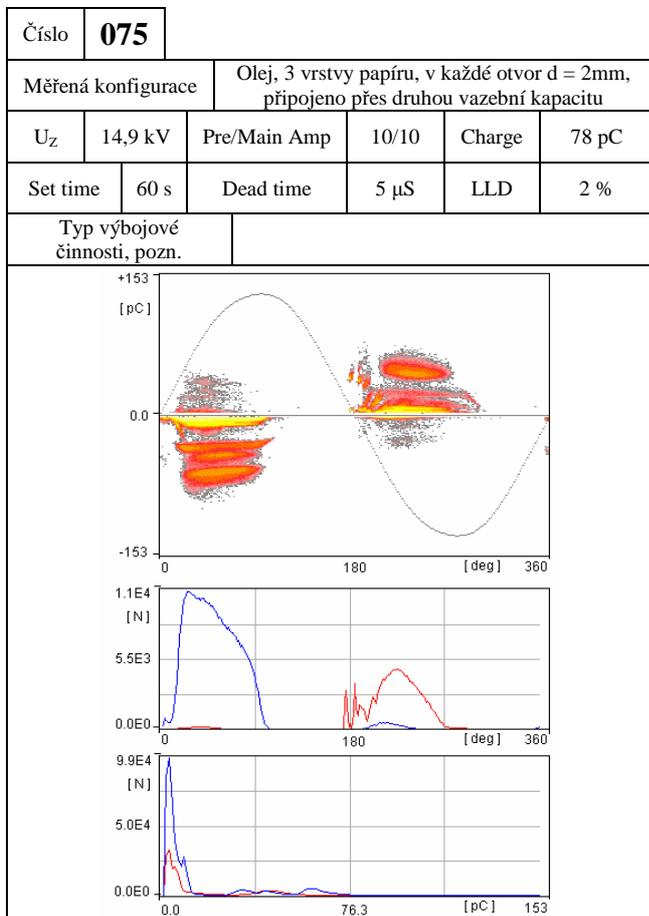 Číslo 075
Měřená konfigurace
Olej, 3 vrstvy papíru, v každé otvor d = 2mm,
připojeno přes druhou vazební kapacitu
UZ 14,9 kV Pre/Main Amp 10/10 Charge 78 pC
Set time 60 s Dead time 5 μS LLD 2 %
Typ výbojové
činnosti, pozn.
+153
[pC]
0.0
-153
0 180 [deg] 360
1.1E4
[N]
5.5E3
0.0E0
0 180 [deg] 360
9.9E4
[N]
5.0E4
0.0E0
0.0 76.3 [pC] 153